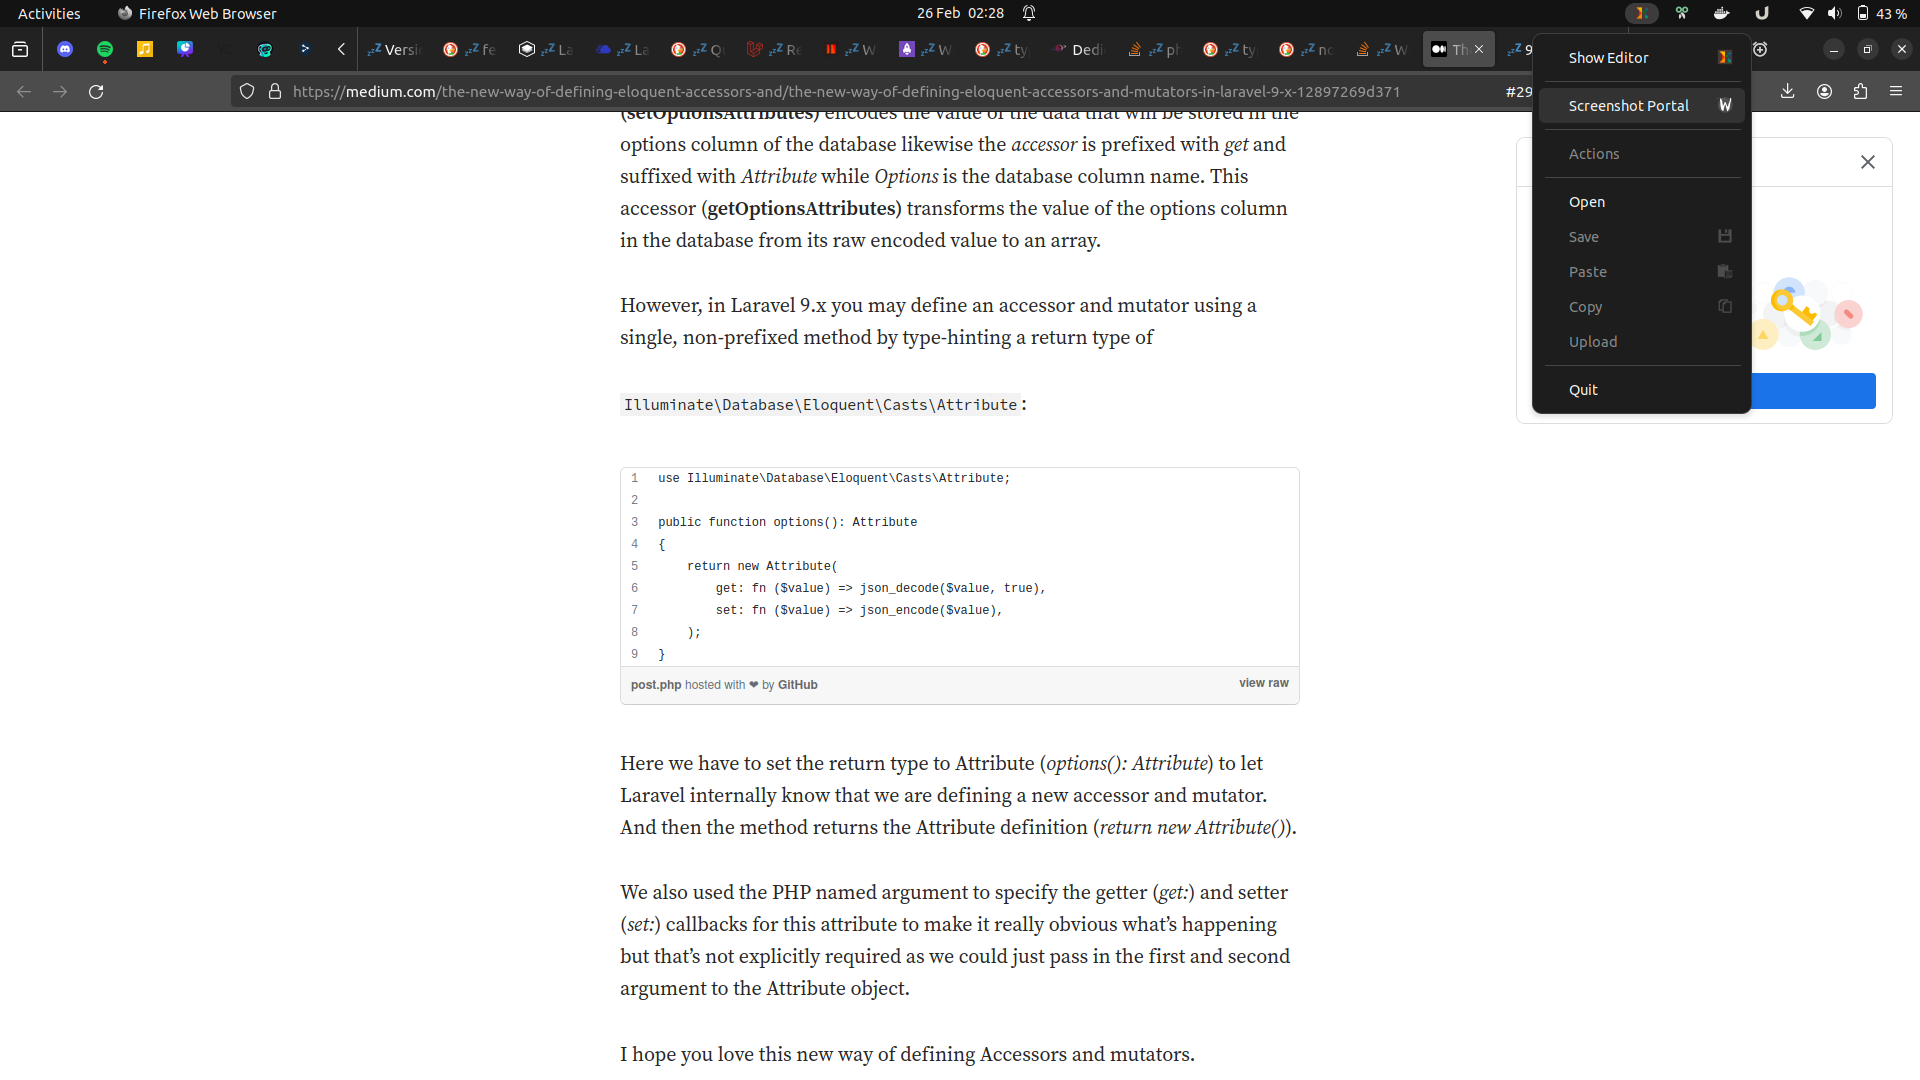 Activities
Firefox Web Browser
26 Feb 02:28
43 %
Versi
fe
La
La
Qu
Re
W
W
ty
Dedi
ph
ty
no
W
Th
9
https://medium.com/the-new-way-of-defining-eloquent-accessors-and/the-new-way-of-defining-eloquent-accessors-and-mutators-in-laravel-9-x-12897269d371
#29
(setOptionsAttributes) encodes the value of the data that will be stored in the
options column of the database likewise the accessor is prefixed with get and
suffixed with Attribute while Options is the database column name. This
accessor (getOptionsAttributes) transforms the value of the options column
in the database from its raw encoded value to an array.
However, in Laravel 9.x you may define an accessor and mutator using a
single, non-prefixed method by type-hinting a return type of
Illuminate\Database\Eloquent\Casts\Attribute:
1 use Illuminate\Database\Eloquent\Casts\Attribute;
2
3 public function options(): Attribute
4 {
5 return new Attribute(
6 get: fn ($value) => json_decode($value, true),
7 set: fn ($value) => json_encode($value),
8 );
9 }
post.php hosted with ❤ by GitHub
view raw
Here we have to set the return type to Attribute (options(): Attribute) to let
Laravel internally know that we are defining a new accessor and mutator.
And then the method returns the Attribute definition (return new Attribute()).
We also used the PHP named argument to specify the getter (get:) and setter
(set:) callbacks for this attribute to make it really obvious what's happening
but that's not explicitly required as we could just pass in the first and second
argument to the Attribute object.
I hope you love this new way of defining Accessors and mutators.
Show Editor
Screenshot Portal
Actions
Open
Save
Paste
Copy
Upload
Quit